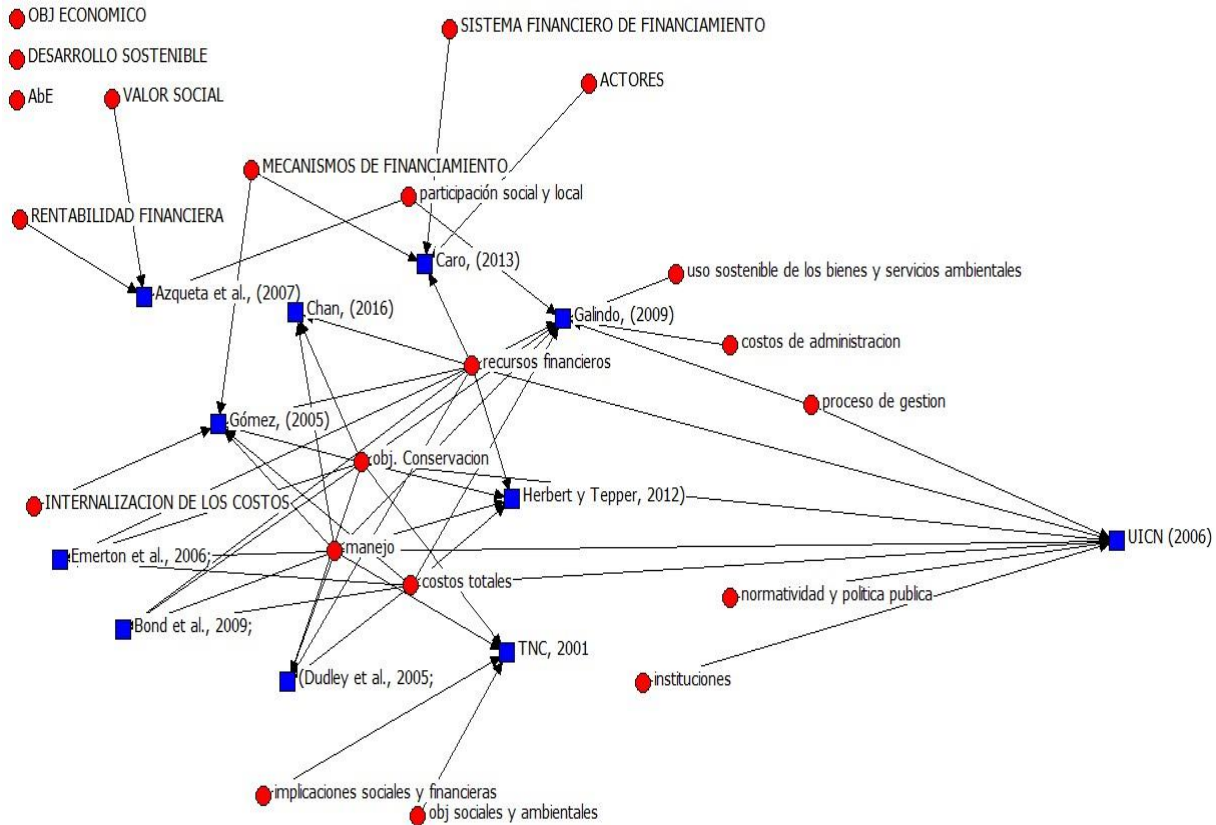 OBJ ECONOMICO
SISTEMA FINANCIERO DE FINANCIAMIENTO
DESARROLLO SOSTENIBLE
ACTORES
AbE
VALOR SOCIAL
MECANISMOS DE FINANCIAMIENTO
participación social y local
RENTABILIDAD FINANCIERA
Caro, (2013)
uso sostenible de los bienes y servicios ambientales
Azqueta et al., (2007)
Chan, (2016)
Galindo, (2009)
costos de administracion
recursos financieros
proceso de gestion
Gómez, (2005)
obj. Conservacion
INTERNALIZACION DE LOS COSTOS
Herbert y Tepper, 2012)
UICN (2006)
manejo
Emerton et al., 2006;
costos totales
normatividad y politica publica
Bond et al., 2009;
TNC, 2001
(Dudley et al., 2005;
instituciones
implicaciones sociales y financieras
obj sociales y ambientales